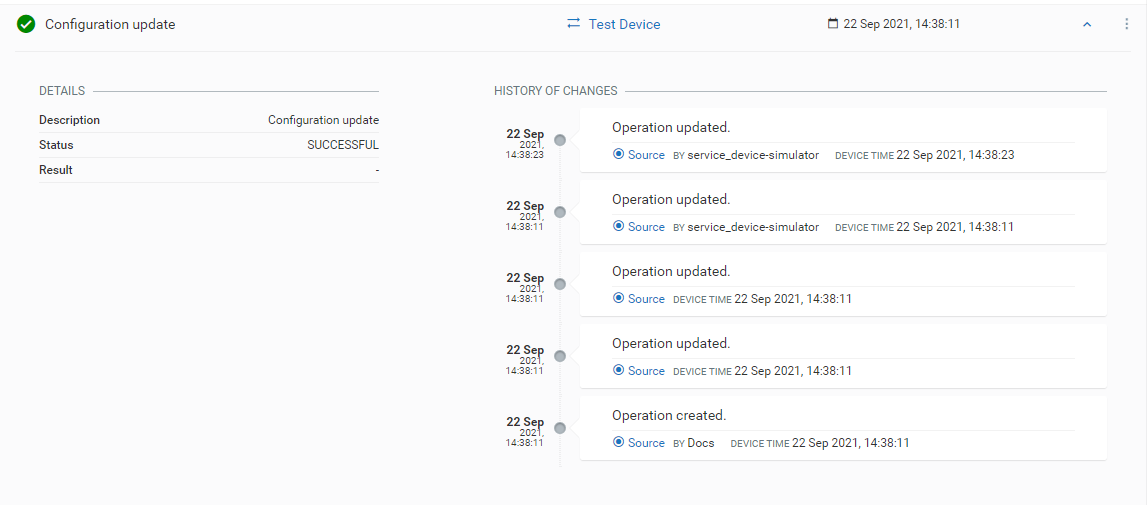 Configuration update
Test Device
22 Sep 2021, 14:38:11
DETAILS
Description Configuration update
Status SUCCESSFUL
Result -
HISTORY OF CHANGES
22 Sep
2021,
14:38:23
Operation updated.
Source BY service_device-simulator DEVICE TIME 22 Sep 2021, 14:38:23
22 Sep
2021,
14:38:11
Operation updated.
Source BY service_device-simulator DEVICE TIME 22 Sep 2021, 14:38:11
22 Sep
2021,
14:38:11
Operation updated.
Source DEVICE TIME 22 Sep 2021, 14:38:11
22 Sep
2021,
14:38:11
Operation updated.
Source DEVICE TIME 22 Sep 2021, 14:38:11
22 Sep
2021,
14:38:11
Operation created.
Source BY Docs DEVICE TIME 22 Sep 2021, 14:38:11